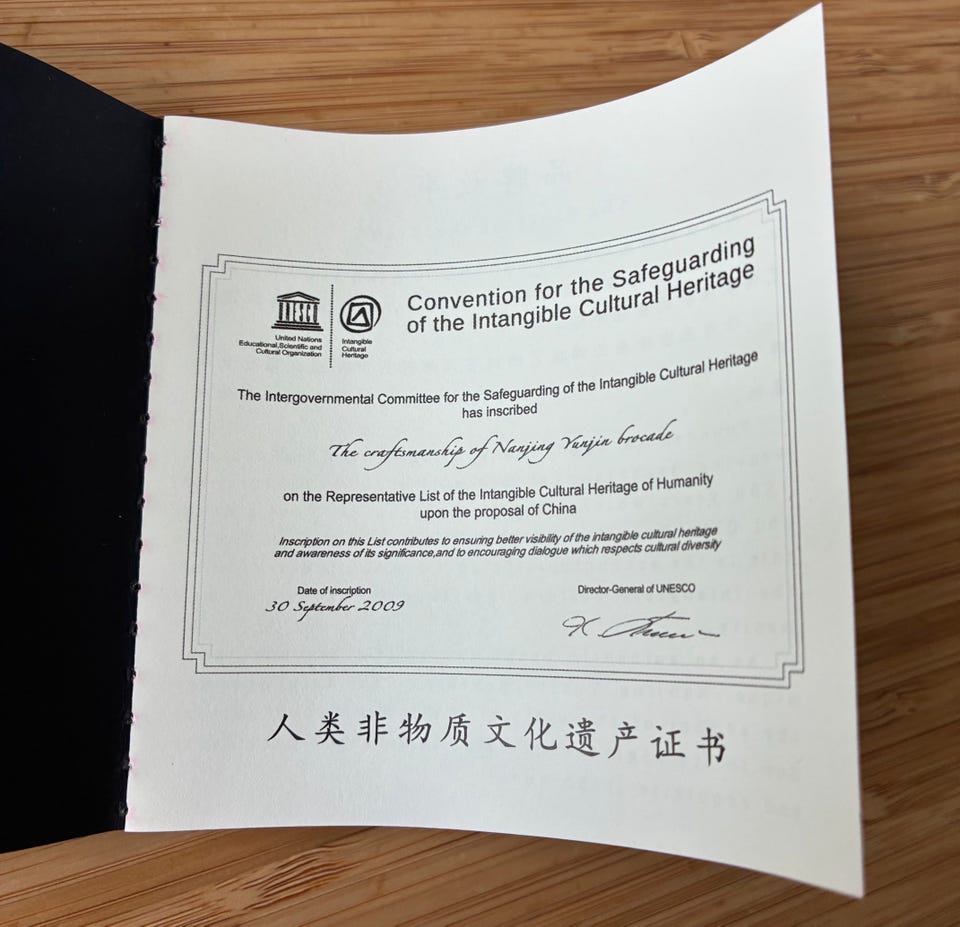 UNESCO
United Nations
Educational,Scientific and
Cultural Organization
Intangible
Cultural
Heritage
Convention for the Safeguarding
of the Intangible Cultural Heritage
The Intergovernmental Committee for the Safeguarding of the Intangible Cultural Heritage
has inscribed
The craftsmanship of Nanjing Yunjin brocade
on the Representative List of the Intangible Cultural Heritage of Humanity
upon the proposal of China
Inscription on this List contributes to ensuring better visibility of the intangible cultural heritage
and awareness of its significance,and to encouraging dialogue which respects cultural diversity
Date of inscription
30 September 2009
Director-General of UNESCO
人类非物质文化遗产证书